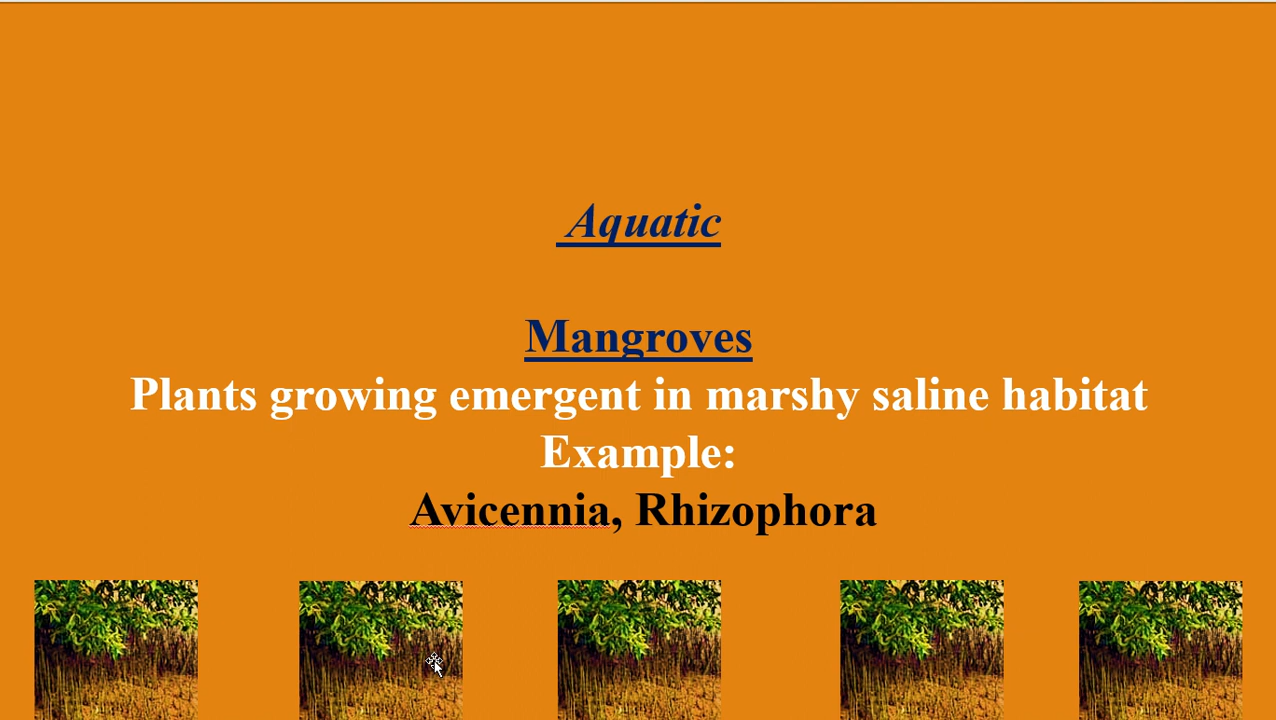 Aquatic
Mangroves
Plants growing emergent in marshy saline habitat
Example:
Avicennia, Rhizophora